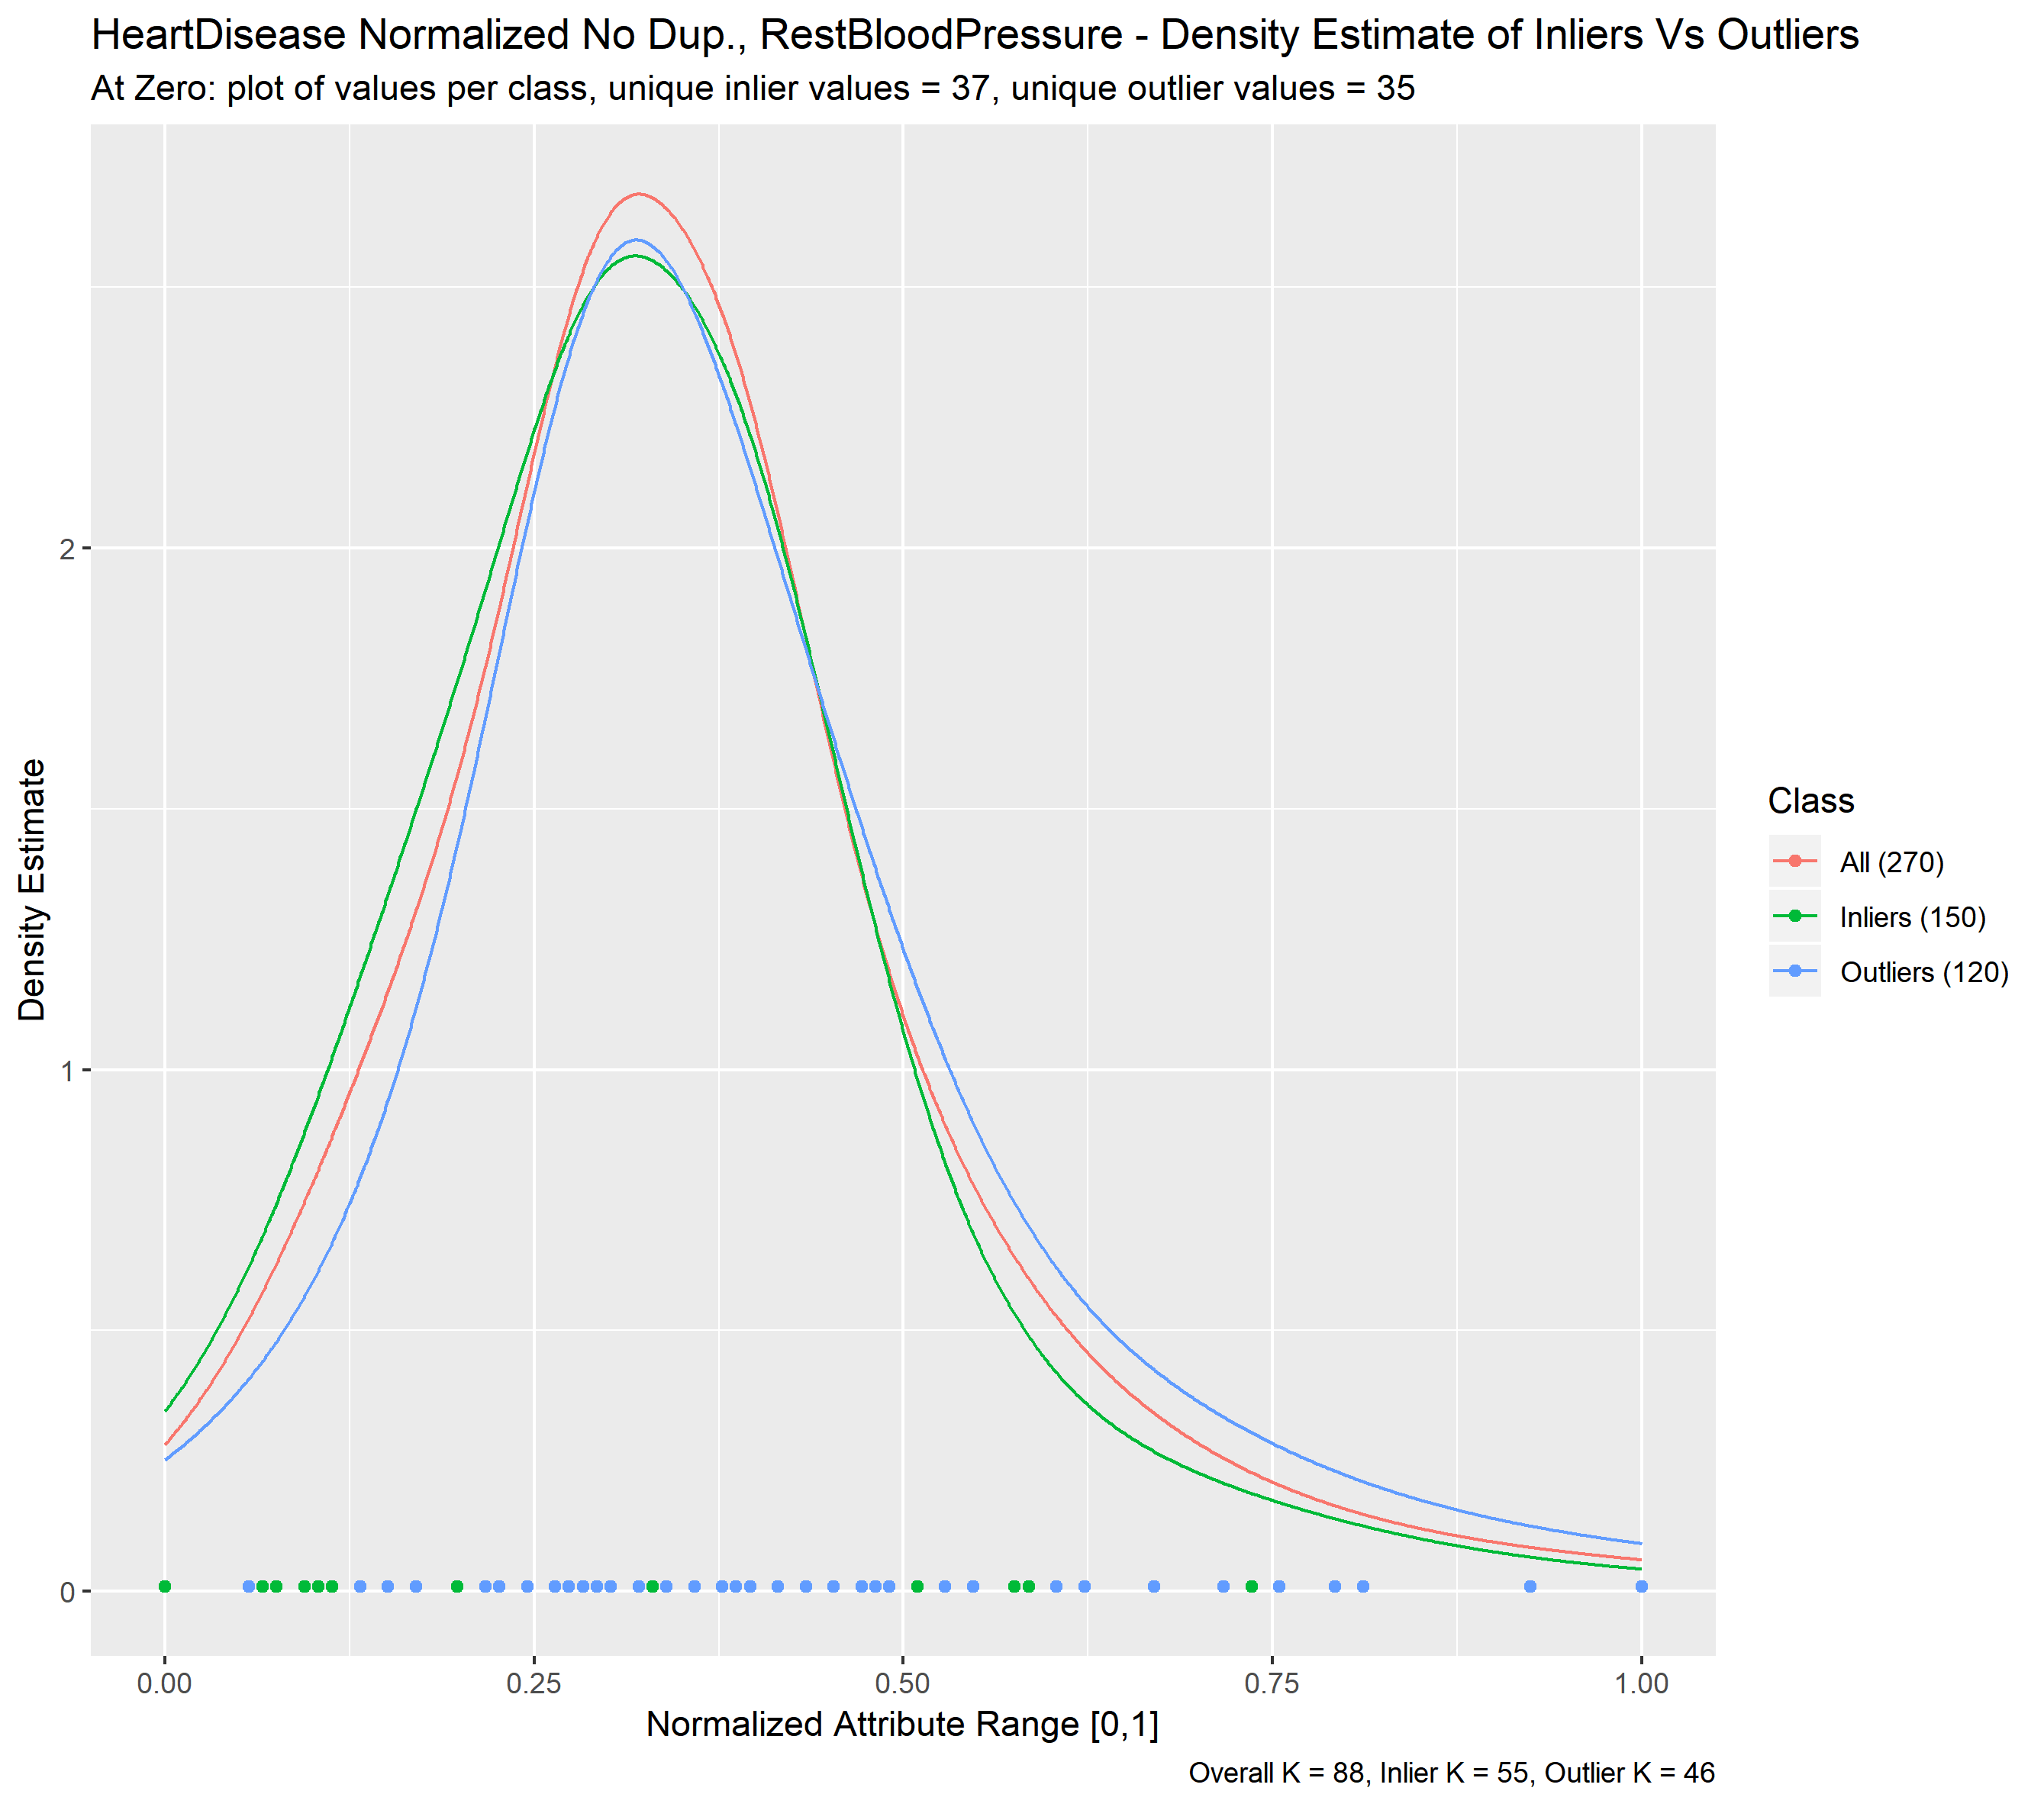 HeartDisease Normalized No Dup., RestBloodPressure - Density Estimate of Inliers Vs Outliers
At Zero: plot of values per class, unique inlier values = 37, unique outlier values = 35
Density Estimate
2
1
0
0.00
0.25
0.50
0.75
1.00
Normalized Attribute Range [0,1]
Class
All (270)
Inliers (150)
Outliers (120)
Overall K = 88, Inlier K = 55, Outlier K = 46